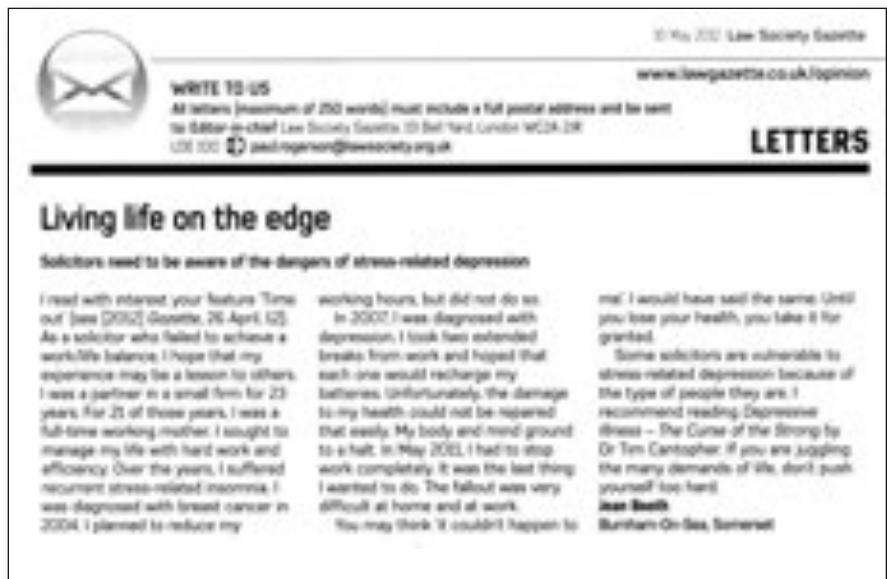 10 May 2012 Law Society Gazette
www.lawgazette.co.uk/opinion
WRITE TO US
All letters (maximum of 250 words) must include a full postal address and be sent
to: Editor-in-chief Law Society Gazette, 113 Bell Yard, London WC2A
paul.rogerson@lawsociety.org.uk
LETTERS
Living life on the edge
Solicitors need to be aware of the dangers of stress-related depression
I read with interest your feature 'Time
out' (see [2012] Gazette, 26 April, 12).
As a solicitor who failed to achieve a
work/life balance, I hope that my
experience may be a lesson to others.
I was a partner in a small firm for 23
years. For 21 of those years, I was a
full-time working mother. I sought to
manage my life with hard work and
efficiency. Over the years, I suffered
recurrent stress-related insomnia. I
was diagnosed with breast cancer in
2004. I planned to reduce my
working hours, but did not do so.
In 2007, I was diagnosed with
depression. I took two extended
breaks from work and hoped that
each one would recharge my
batteries. Unfortunately, the damage
to my health could not be repaired
that easily. My body and mind ground
to a halt. In May 2011, I had to stop
work completely. It was the last thing
I wanted to do. The fallout was very
difficult at home and at work.
You may think 'it couldn't happen to
me'. I would have said the same. Until
you lose your health, you take it for
granted.
Some solicitors are vulnerable to
stress-related depression because of
the type of people they are. I
recommend reading Depressive
Illness – The Curse of the Strong by
Dr Tim Cantopher. If you are juggling
the many demands of life, don't push
yourself too hard.
Jean Booth
Burnham-On-Sea, Somerset